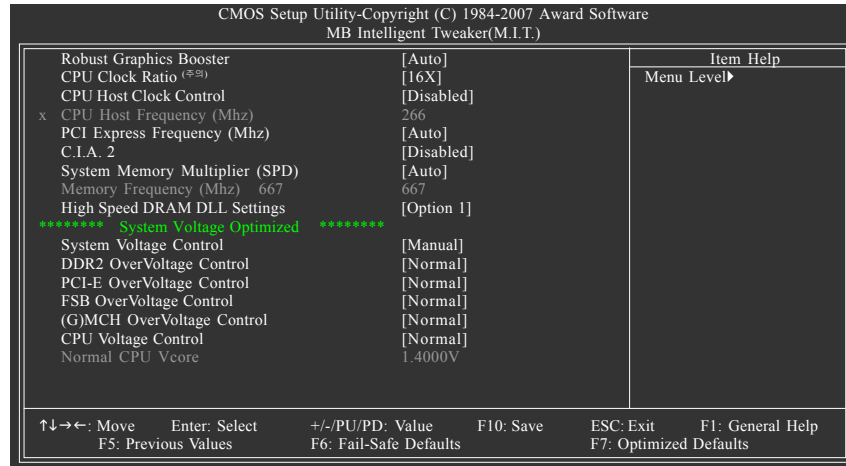 CMOS Setup Utility-Copyright (C) 1984-2007 Award Software
MB Intelligent Tweaker(M.I.T.)
Robust Graphics Booster [Auto]
CPU Clock Ratio (주의) [16X]
CPU Host Clock Control [Disabled]
x CPU Host Frequency (Mhz) 266
PCI Express Frequency (Mhz) [Auto]
C.I.A. 2 [Disabled]
System Memory Multiplier (SPD) [Auto]
Memory Frequency (Mhz) 667 667
High Speed DRAM DLL Settings [Option 1]
******** System Voltage Optimized ********
System Voltage Control [Manual]
DDR2 OverVoltage Control [Normal]
PCI-E OverVoltage Control [Normal]
FSB OverVoltage Control [Normal]
(G)MCH OverVoltage Control [Normal]
CPU Voltage Control [Normal]
Normal CPU Vcore 1.4000V
Item Help
Menu Level▶
↑↓→←: Move Enter: Select +/-/PU/PD: Value F10: Save ESC: Exit F1: General Help
F5: Previous Values F6: Fail-Safe Defaults F7: Optimized Defaults